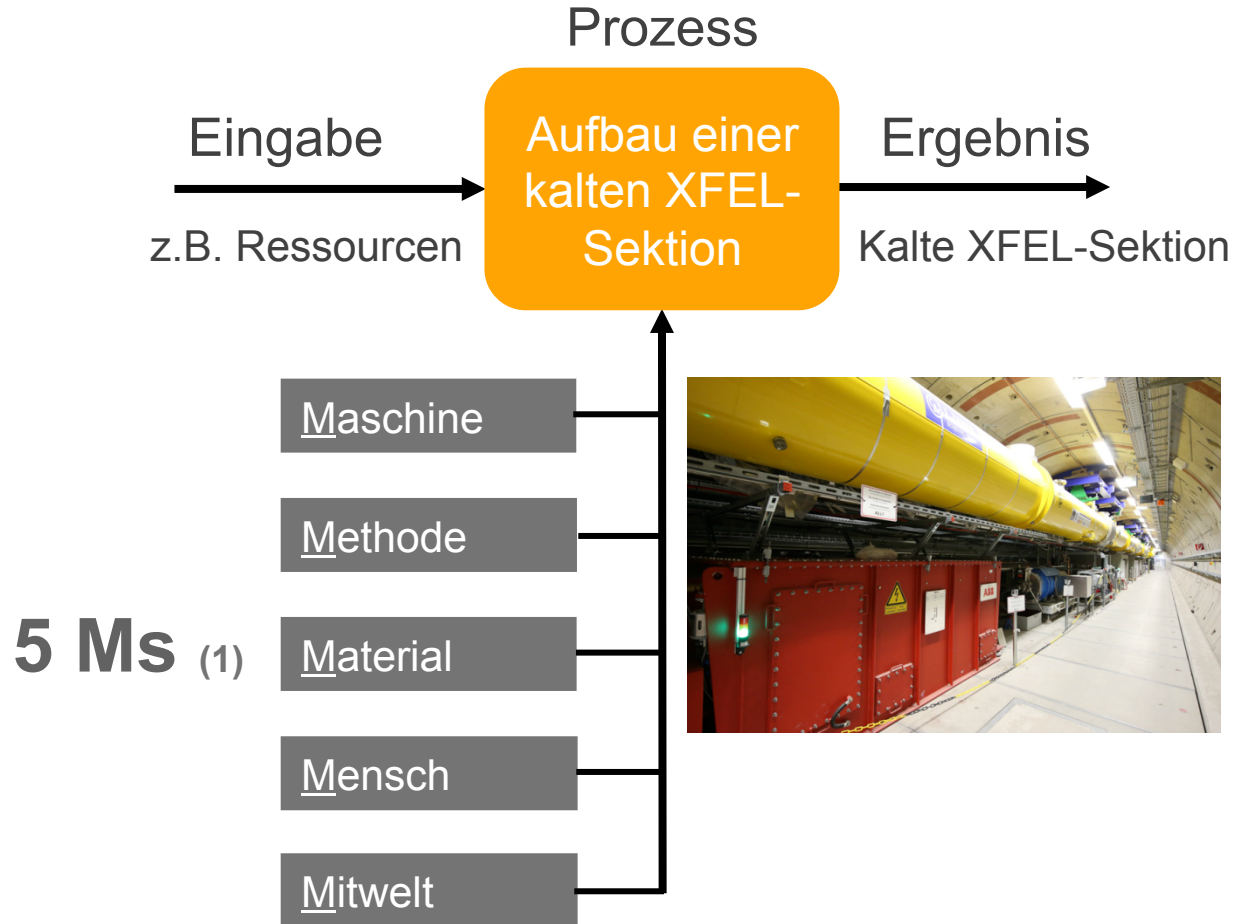 Prozess
Eingabe
z.B. Ressourcen
Aufbau einer
kalten XFEL-
Sektion
Ergebnis
Kalte XFEL-Sektion
Maschine
Methode
5 Ms (1)
Material
Mensch
Mitwelt
ABB